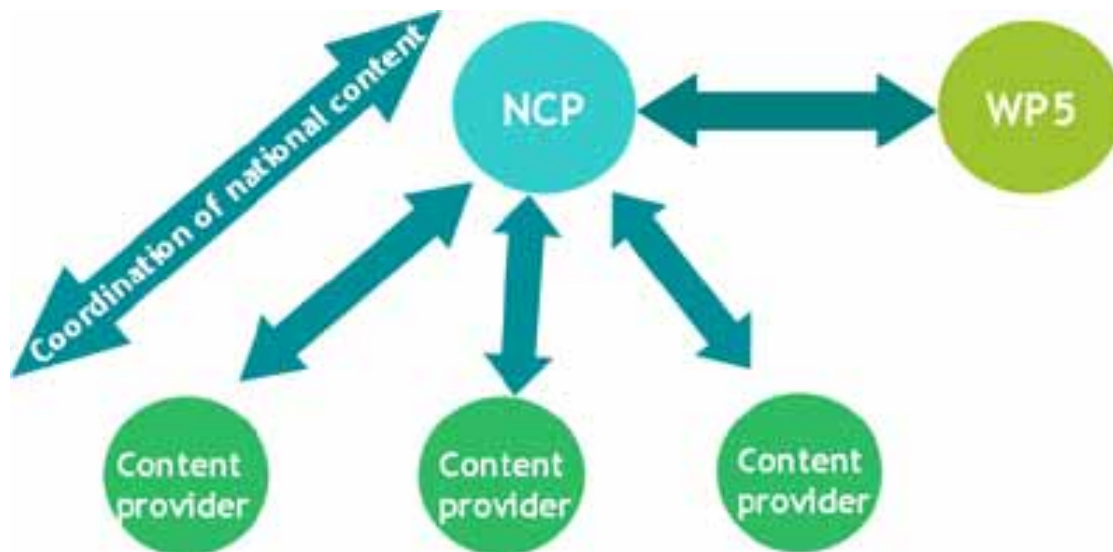 Coordination of national content
NCP
WP5
Content
provider
Content
provider
Content
provider